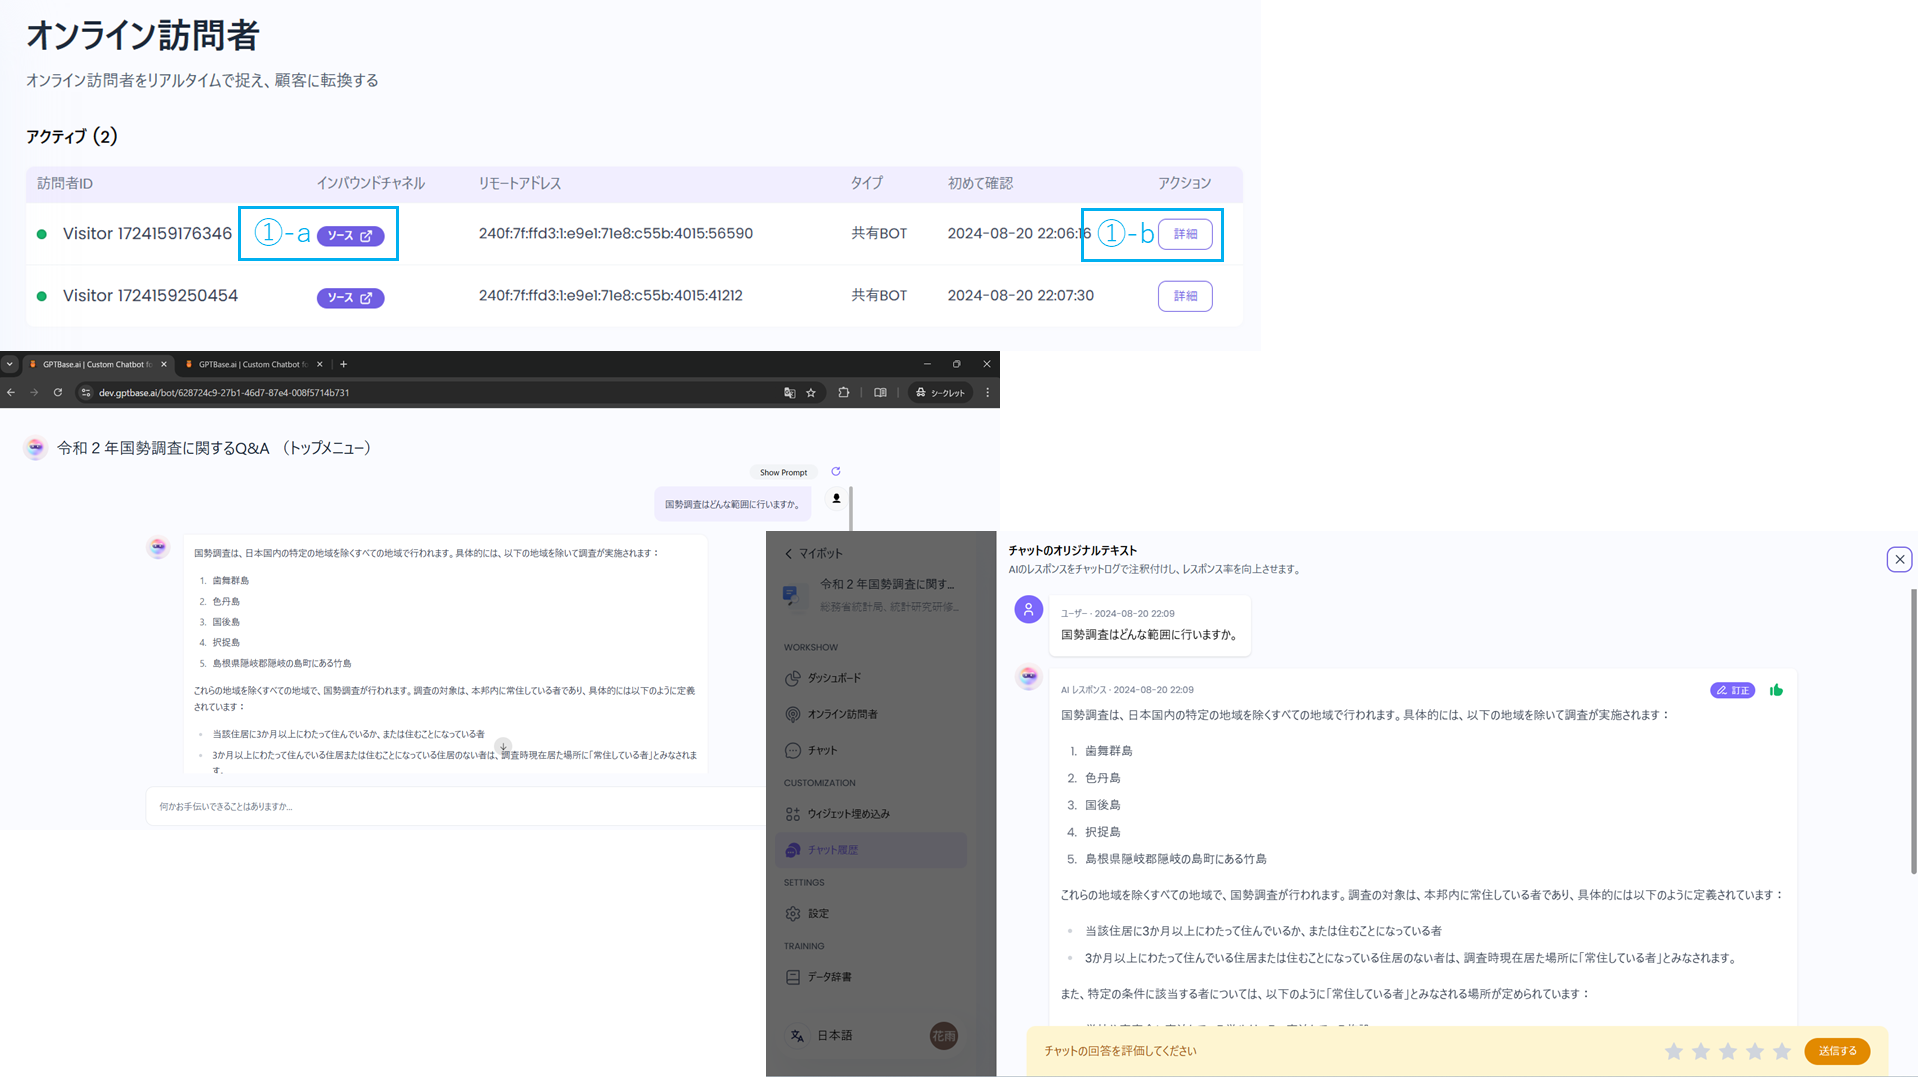 オンライン訪問者
オンライン訪問者をリアルタイムで捉え、顧客に転換する
アクティブ (2)
訪問者ID インバウンドチャネル リモートアドレス タイプ 初めて確認 アクション
Visitor 1724159176346 ①-a ソース 240f:7f:ffd3:1:e9e1:71e8:c55b:4015:56590 共有BOT 2024-08-20 22:06:16 ①-b 詳細
Visitor 1724159250454 ソース 240f:7f:ffd3:1:e9e1:71e8:c55b:4015:41212 共有BOT 2024-08-20 22:07:30 詳細
GPTBase.ai | Custom Chatbot fo GPTBase.ai | Custom Chatbot fo
dev.gptbase.ai/bot/628724c9-27b1-46d7-87e4-008f5714b731 シークレット
令和２年国勢調査に関するQ&A （トップメニュー）
Show Prompt
国勢調査はどんな範囲に行いますか。
国勢調査は、日本国内の特定の地域を除くすべての地域で行われます。具体的には、以下の地域を除いて調査が実施されます：
1. 歯舞群島
2. 色丹島
3. 国後島
4. 択捉島
5. 島根県隠岐郡隠岐の島町にある竹島
これらの地域を除くすべての地域で、国勢調査が行われます。調査の対象は、本邦内に常住している者であり、具体的には以下のように定義
されています：
当該住居に3か月以上にわたって住んでいるか、または住むことになっている者
3か月以上にわたって住んでいる住居または住むことになっている住居のない者は、調査時現在居た場所に「常住している者」とみなされま
す。
何かお手伝いできることはありますか...
マイボット
令和２年国勢調査に関す...
総務省統計局、統計研究研修...
WORKSHOW
ダッシュボード
オンライン訪問者
チャット
CUSTOMIZATION
ウィジェット埋め込み
チャット履歴
SETTINGS
設定
TRAINING
データ辞書
日本語 花雨
チャットのオリジナルテキスト
AIのレスポンスをチャットログで注釈付けし、レスポンス率を向上させます。
ユーザー · 2024-08-20 22:09
国勢調査はどんな範囲に行いますか。
AI レスポンス · 2024-08-20 22:09 訂正
国勢調査は、日本国内の特定の地域を除くすべての地域で行われます。具体的には、以下の地域を除いて調査が実施されます：
1. 歯舞群島
2. 色丹島
3. 国後島
4. 択捉島
5. 島根県隠岐郡隠岐の島町にある竹島
これらの地域を除くすべての地域で、国勢調査が行われます。調査の対象は、本邦内に常住している者であり、具体的には以下のように定義されています：
当該住居に3か月以上にわたって住んでいるか、または住むことになっている者
3か月以上にわたって住んでいる住居または住むことになっている住居のない者は、調査時現在居た場所に「常住している者」とみなされます。
また、特定の条件に該当する者については、以下のように「常住している者」とみなされる場所が定められています：
チャットの回答を評価してください 送信する